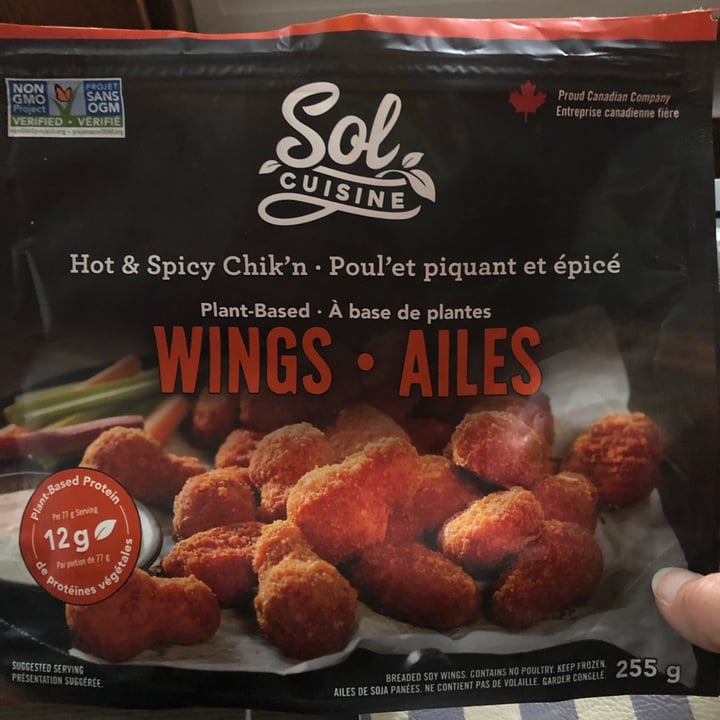 NON GMO Project
PROJET SANS OGM
VERIFIED • VÉRIFIÉ
Sol
CUISINE
Proud Canadian Company
Entreprise canadienne fière
Hot & Spicy Chik'n · Poul'et piquant et épicé
Plant-Based · À base de plantes
WINGS · AILES
Plant-Based Protein
Per 77 g Serving
12g
Par portion de 77 g
de protéines végétales
SUGGESTED SERVING
PRÉSENTATION SUGGÉRÉE.
BREADED SOY WINGS. CONTAINS NO POULTRY. KEEP FROZEN.
AILES DE SOJA PANÉES. NE CONTIENT PAS DE VOLAILLE. GARDER CONGELÉ.
255 g